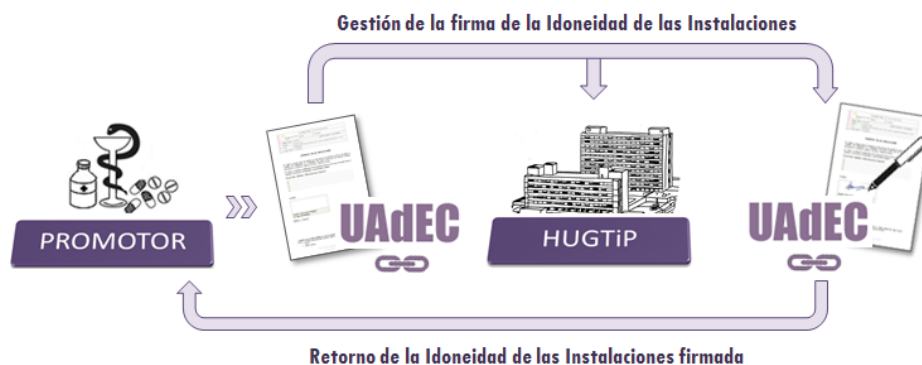 Gestión de la firma de la Idoneidad de las Instalaciones
PROMOTOR
UAdEC
HUGTiP
UAdEC
Retorno de la Idoneidad de las Instalaciones firmada